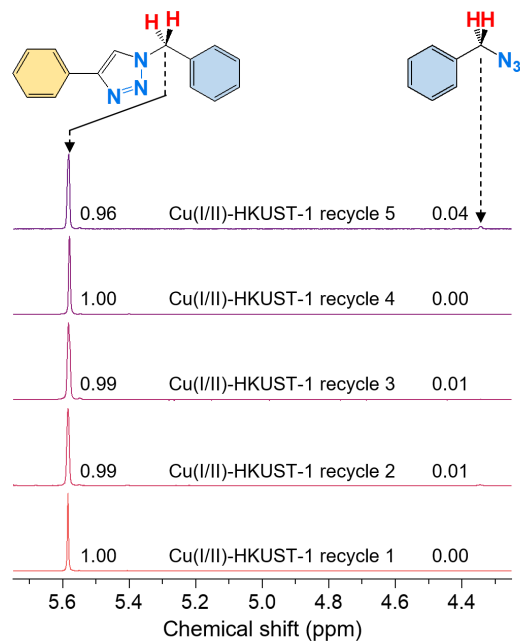 H H
HH
N
N
N
N₃
0.96 Cu(I/II)-HKUST-1 recycle 5 0.04
1.00 Cu(I/II)-HKUST-1 recycle 4 0.00
0.99 Cu(I/II)-HKUST-1 recycle 3 0.01
0.99 Cu(I/II)-HKUST-1 recycle 2 0.01
1.00 Cu(I/II)-HKUST-1 recycle 1 0.00
5.6 5.4 5.2 5.0 4.8 4.6 4.4
Chemical shift (ppm)